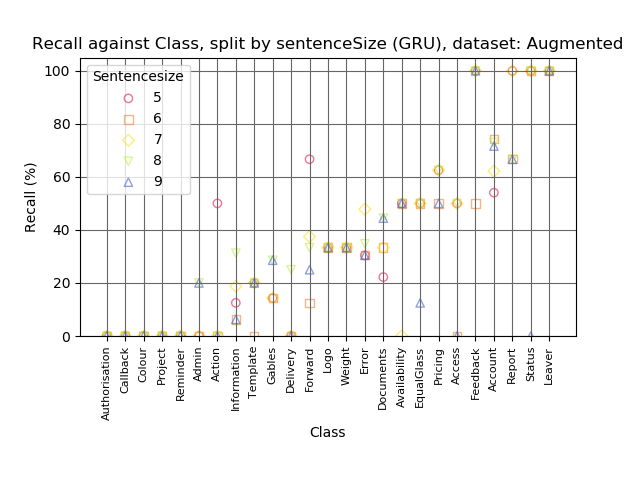 Recall against Class, split by sentenceSize (GRU), dataset: Augmented
Sentencesize
5
6
7
8
9
Recall (%)
100
80
60
40
20
0
Authorisation
Callback
Colour
Project
Reminder
Admin
Action
Information
Template
Gables
Delivery
Forward
Logo
Weight
Error
Documents
Availability
EqualGlass
Pricing
Access
Feedback
Account
Report
Status
Leaver
Class